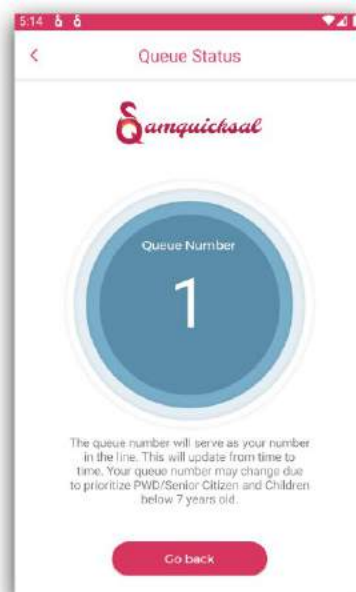 5:14
Queue Status
Samquicksal
Queue Number
1
The queue number will serve as your number
in the line. This will update from time to
time. Your queue number may change due
to prioritize PWD/Senior Citizen and Children
below 7 years old.
Go back